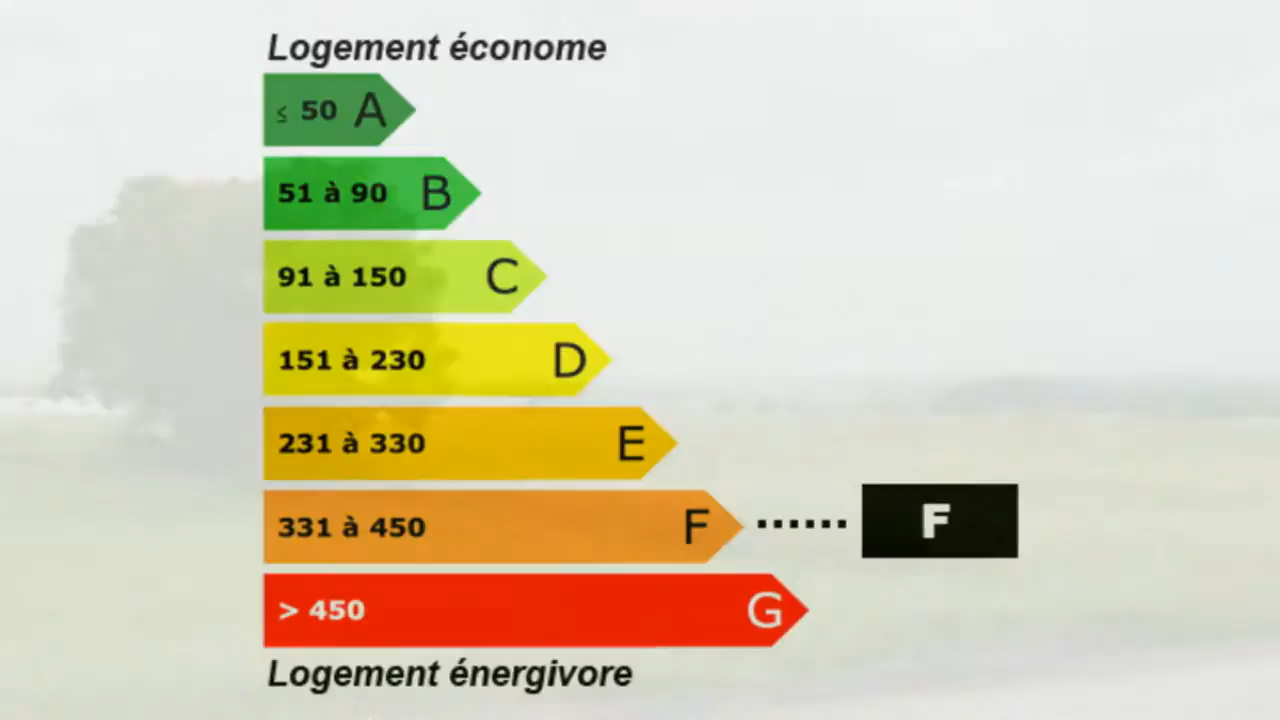 Logement économe
≤ 50 A
51 à 90 B
91 à 150 C
151 à 230 D
231 à 330 E
331 à 450 F F
> 450 G
Logement énergivore